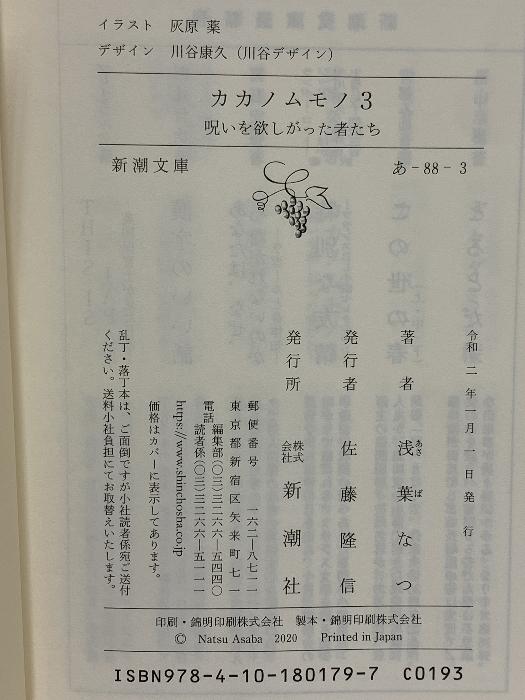 イラスト 灰原 薬
デザイン 川谷康久（川谷デザイン）
カカノムモノ3
呪いを欲しがった者たち
新潮文庫
あ-88-3
令和二年一月一日発行
著者 浅葉なつ
あさ ば
発行者 佐藤隆信
発行所 株式会社 新潮社
郵便番号 一六二―八七一一
東京都新宿区矢来町七一
電話 編集部(〇三)三二六六―五四四〇
読者係(〇三)三二六六―五一一一
https://www.shinchosha.co.jp
価格はカバーに表示してあります。
乱丁・落丁本は、ご面倒ですが小社読者係宛ご送付
ください。送料小社負担にてお取替えいたします。
印刷・錦明印刷株式会社 製本・錦明印刷株式会社
© Natsu Asaba 2020 Printed in Japan
ISBN978-4-10-180179-7 C0193